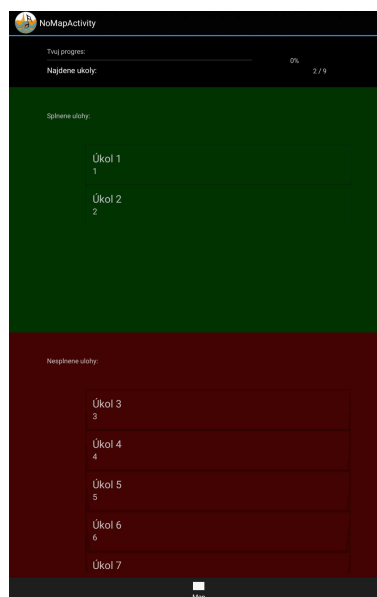 NoMapActivity
Tvuj progres:
0%
Najdene ukoly:
2 / 9
Splnene ulohy:
Úkol 1
1
Úkol 2
2
Nesplnene ulohy:
Úkol 3
3
Úkol 4
4
Úkol 5
5
Úkol 6
6
Úkol 7
Map